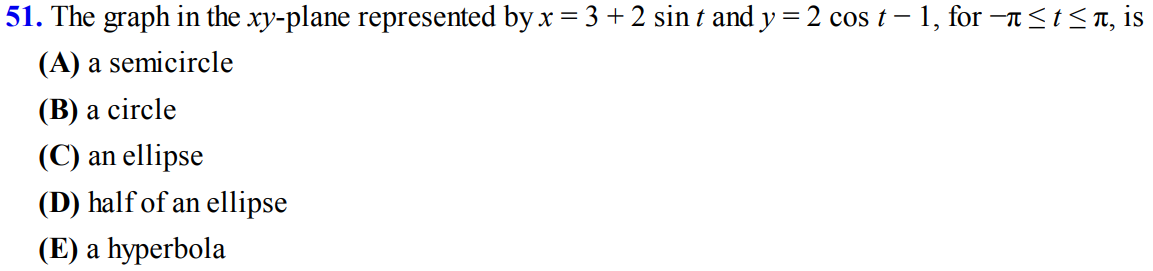 51. The graph in the xy-plane represented by x = 3 + 2 sin t and y = 2 cos t − 1, for −π ≤ t ≤ π, is
(A) a semicircle
(B) a circle
(C) an ellipse
(D) half of an ellipse
(E) a hyperbola